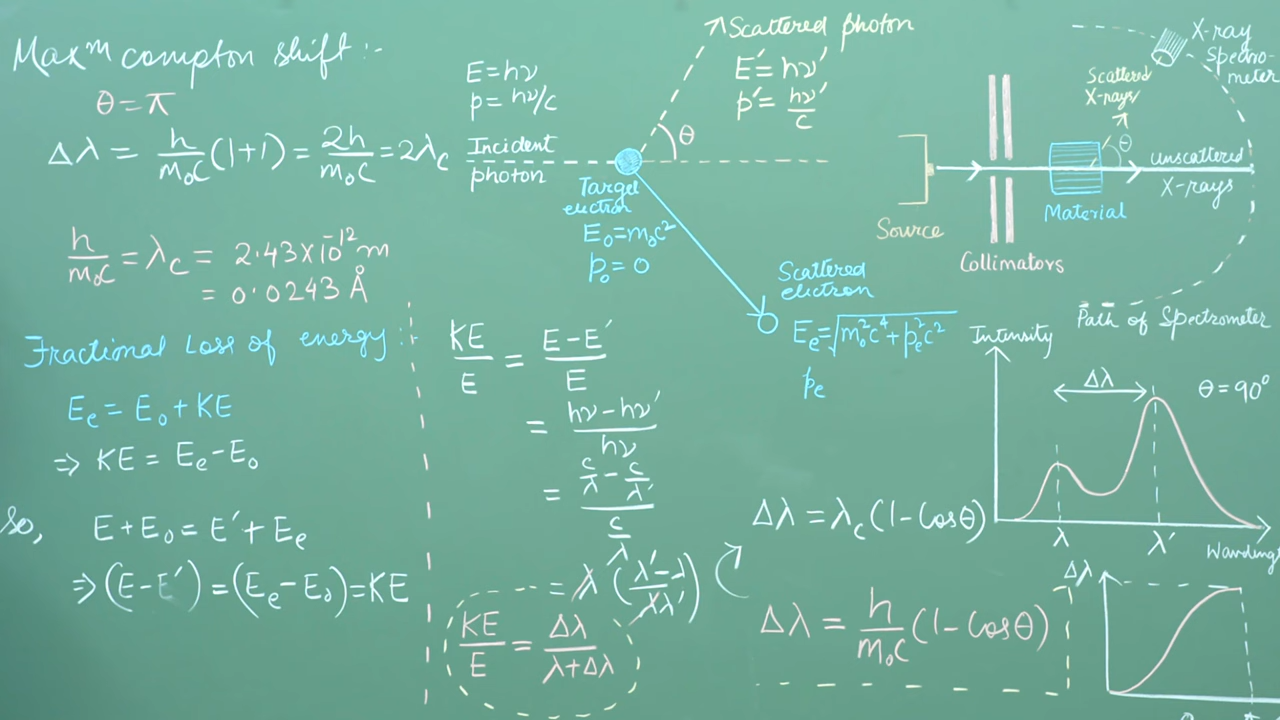 Maxᵐ compton shift :-
θ = π
Δλ = h/m₀c (1+1) = 2h/m₀c = 2λc
h/m₀c = λc = 2.43×10⁻¹² m
= 0.0243 Å
Fractional Loss of energy :-
Ee = E₀ + KE
⇒ KE = Ee - E₀
So, E + E₀ = E′ + Ee
⇒ (E - E′) = (Ee - E₀) = KE
E = hν
p = hν/c
Incident
photon
Scattered photon
E′ = hν′
p′ = hν′/c
θ
Target
electron
E₀ = m₀c²
p₀ = 0
Scattered
electron
Ee = √m₀²c⁴ + pe²c²
pe
KE/E = E - E′/E
= hν - hν′/hν
= c/λ - c/λ′ / c/λ
= λ (λ′ - λ/λλ′)
KE/E = Δλ/λ + Δλ
Δλ = λc (1 - Cosθ)
Δλ = h/m₀c (1 - Cosθ)
X-ray
Spectro-
meter
Scattered
X-rays
θ
unscattered
X-rays
Source
Material
Collimators
Path of Spectrometer
Intensity
Δλ
θ = 90°
λ
λ′
Δλ